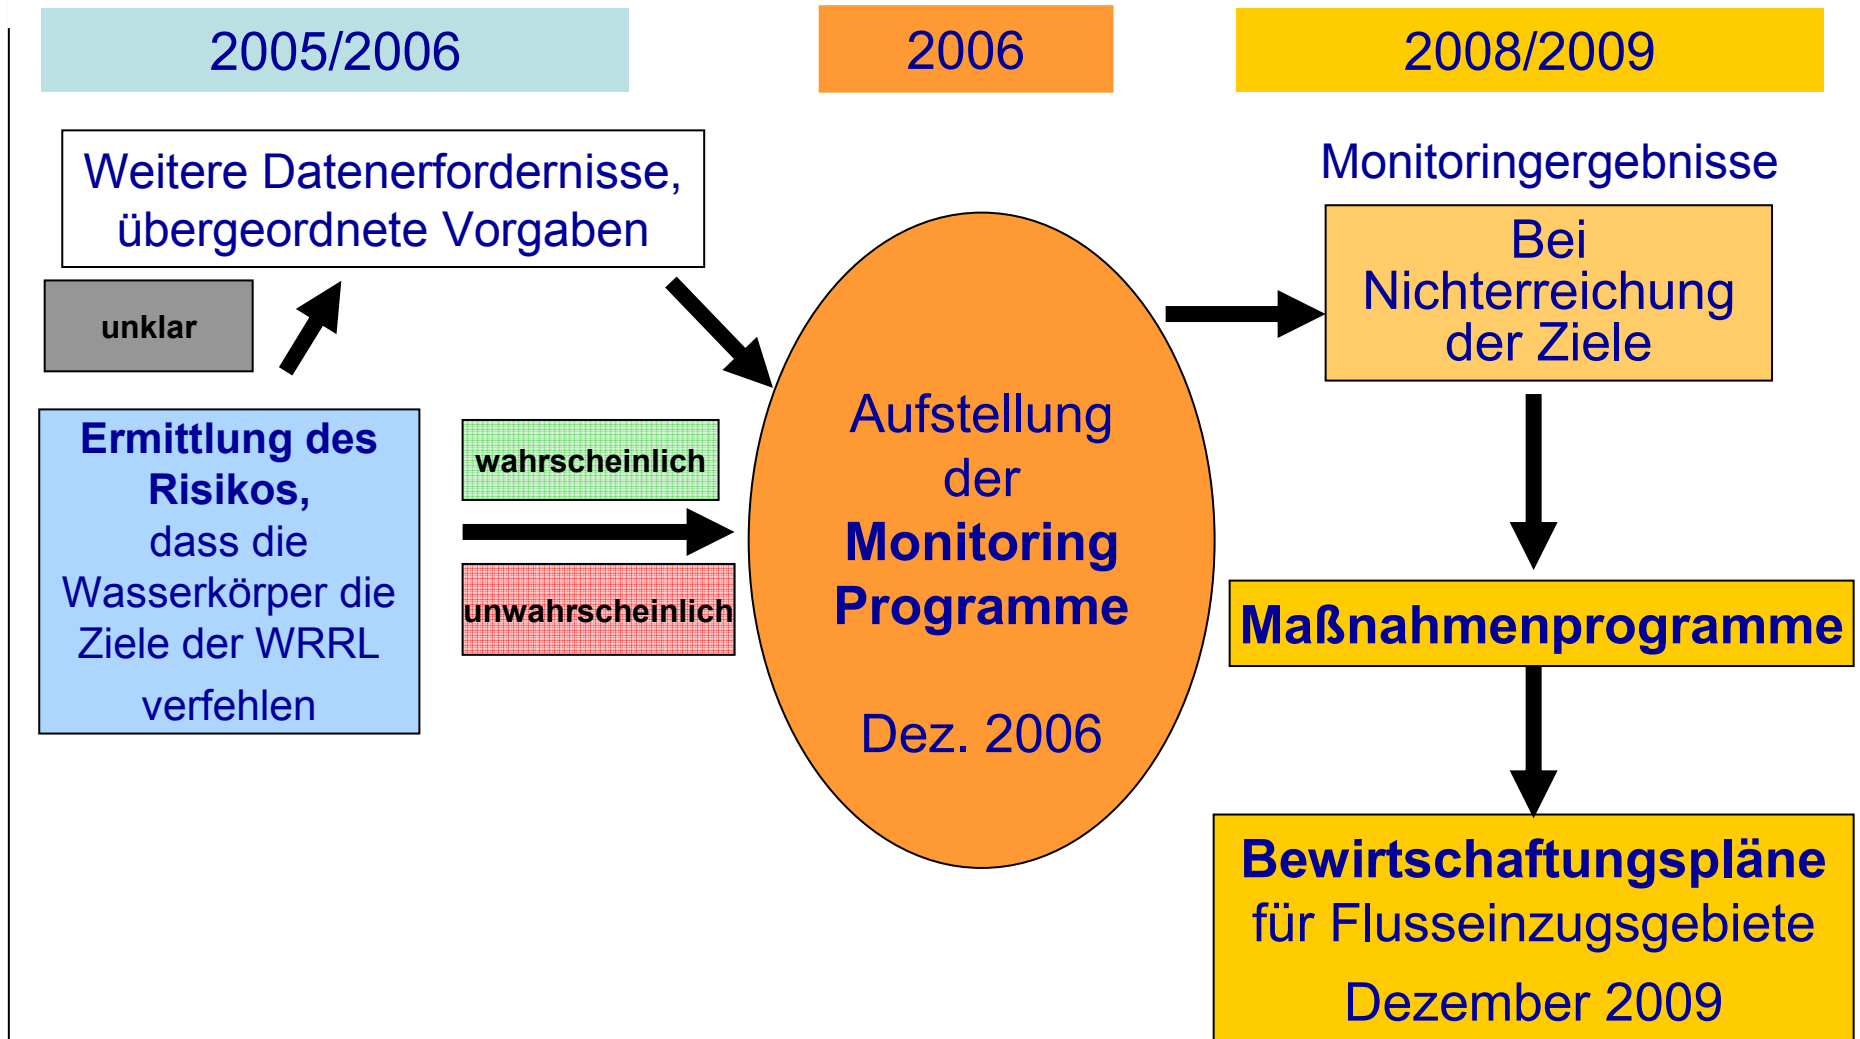 2005/2006
2006
2008/2009
Weitere Datenerfordernisse,
übergeordnete Vorgaben
unklar
Ermittlung des
Risikos,
dass die
Wasserkörper die
Ziele der WRRL
verfehlen
wahrscheinlich
unwahrscheinlich
Aufstellung
der
Monitoring
Programme
Dez. 2006
Monitoringergebnisse
Bei
Nichterreichung
der Ziele
Maßnahmenprogramme
Bewirtschaftungspläne
für Flusseinzugsgebiete
Dezember 2009